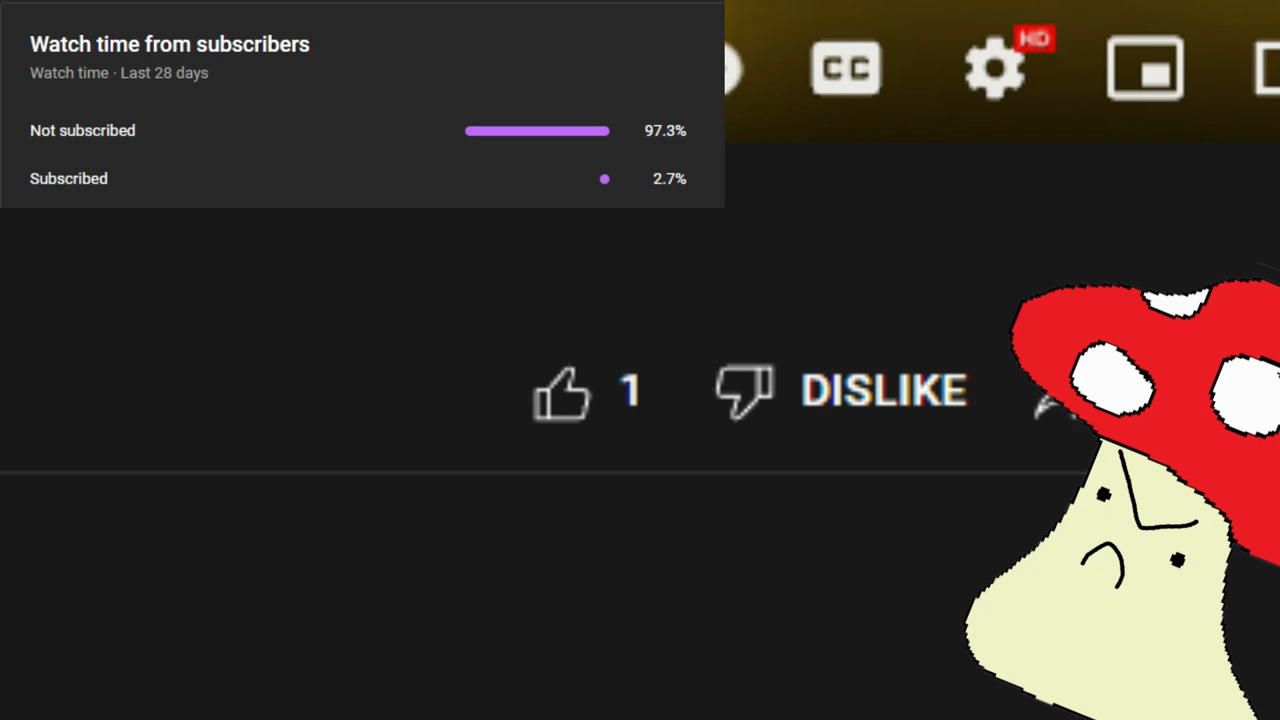 Watch time from subscribers
Watch time · Last 28 days
Not subscribed 97.3%
Subscribed 2.7%
CC HD
1 DISLIKE